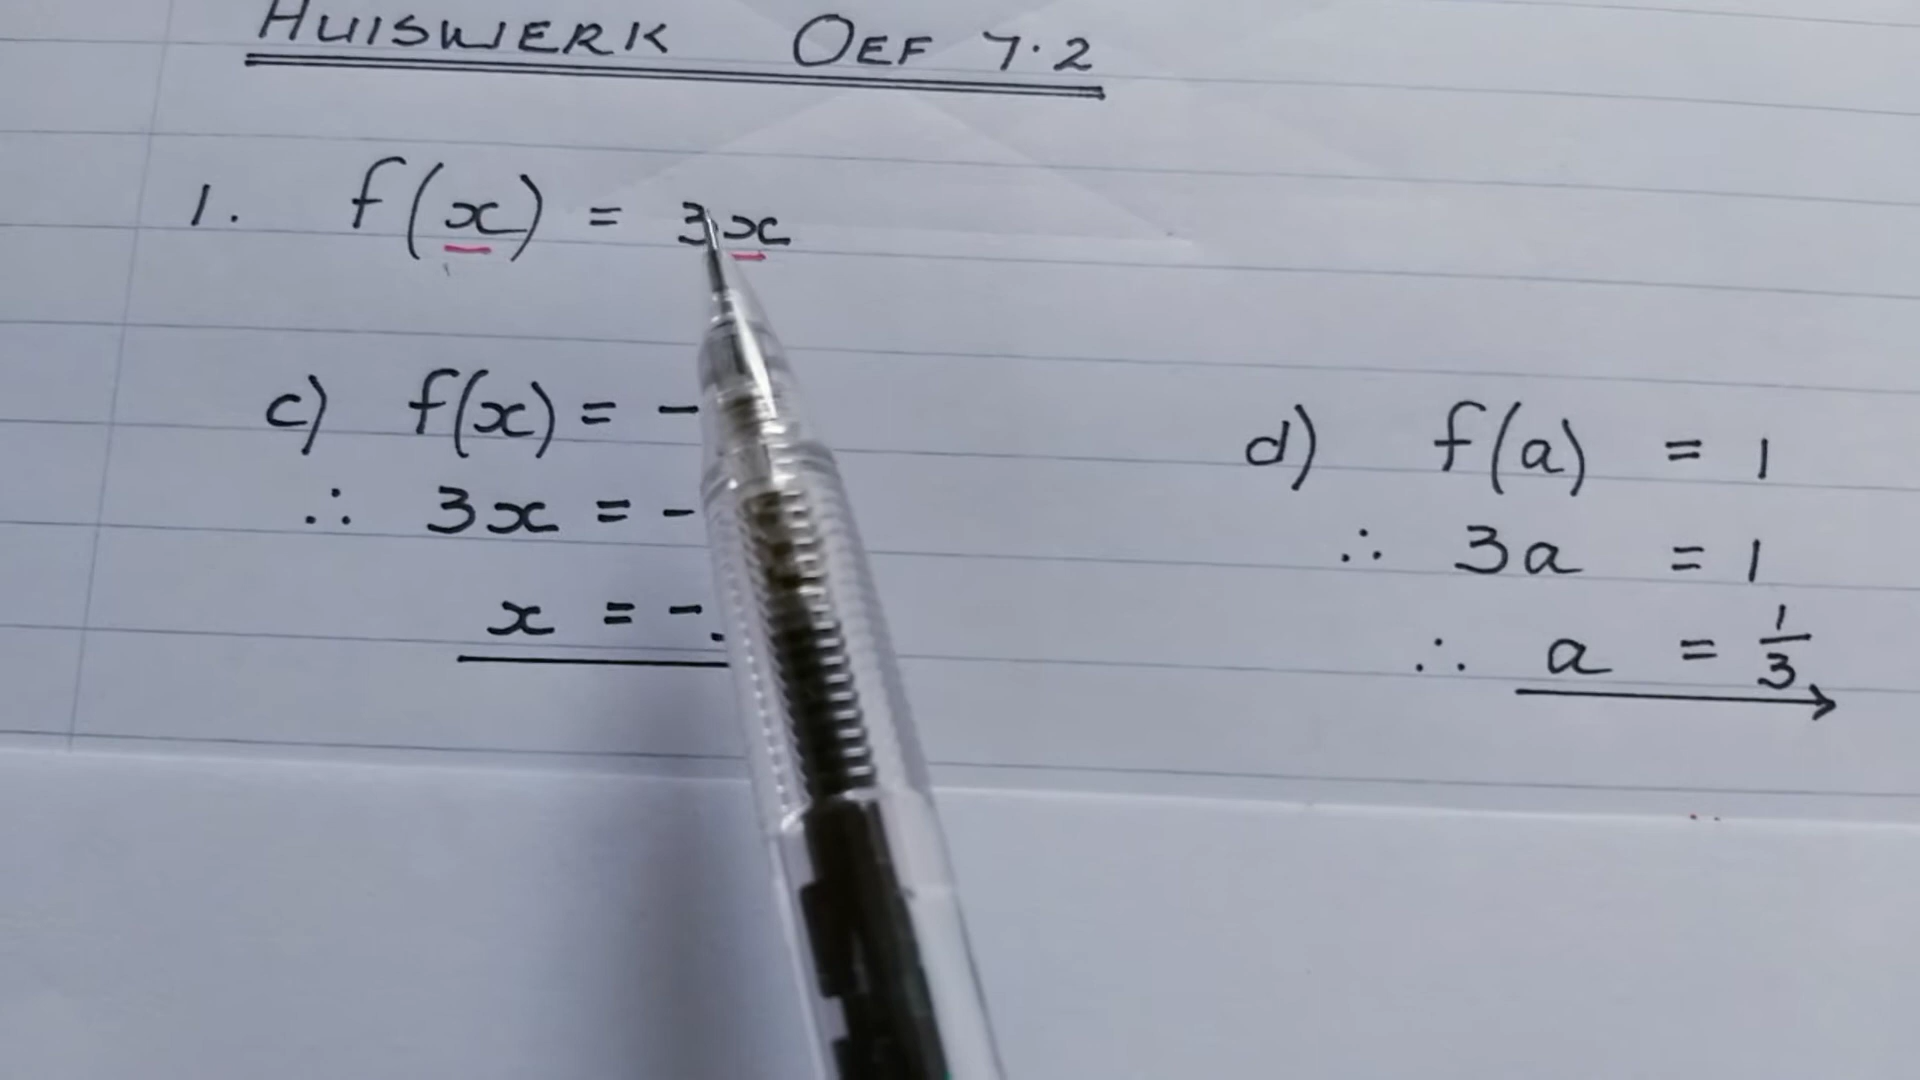 HUISWERK OEF 7.2
1. f(x) = 3x
c) f(x) = -
∴ 3x = -
x = -
d) f(a) = 1
∴ 3a = 1
∴ a = 1/3